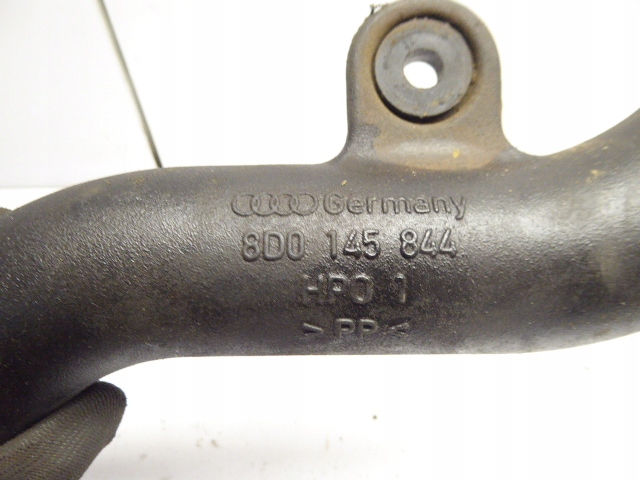 Germany
8D0 145 844
HPO 1
> PP <